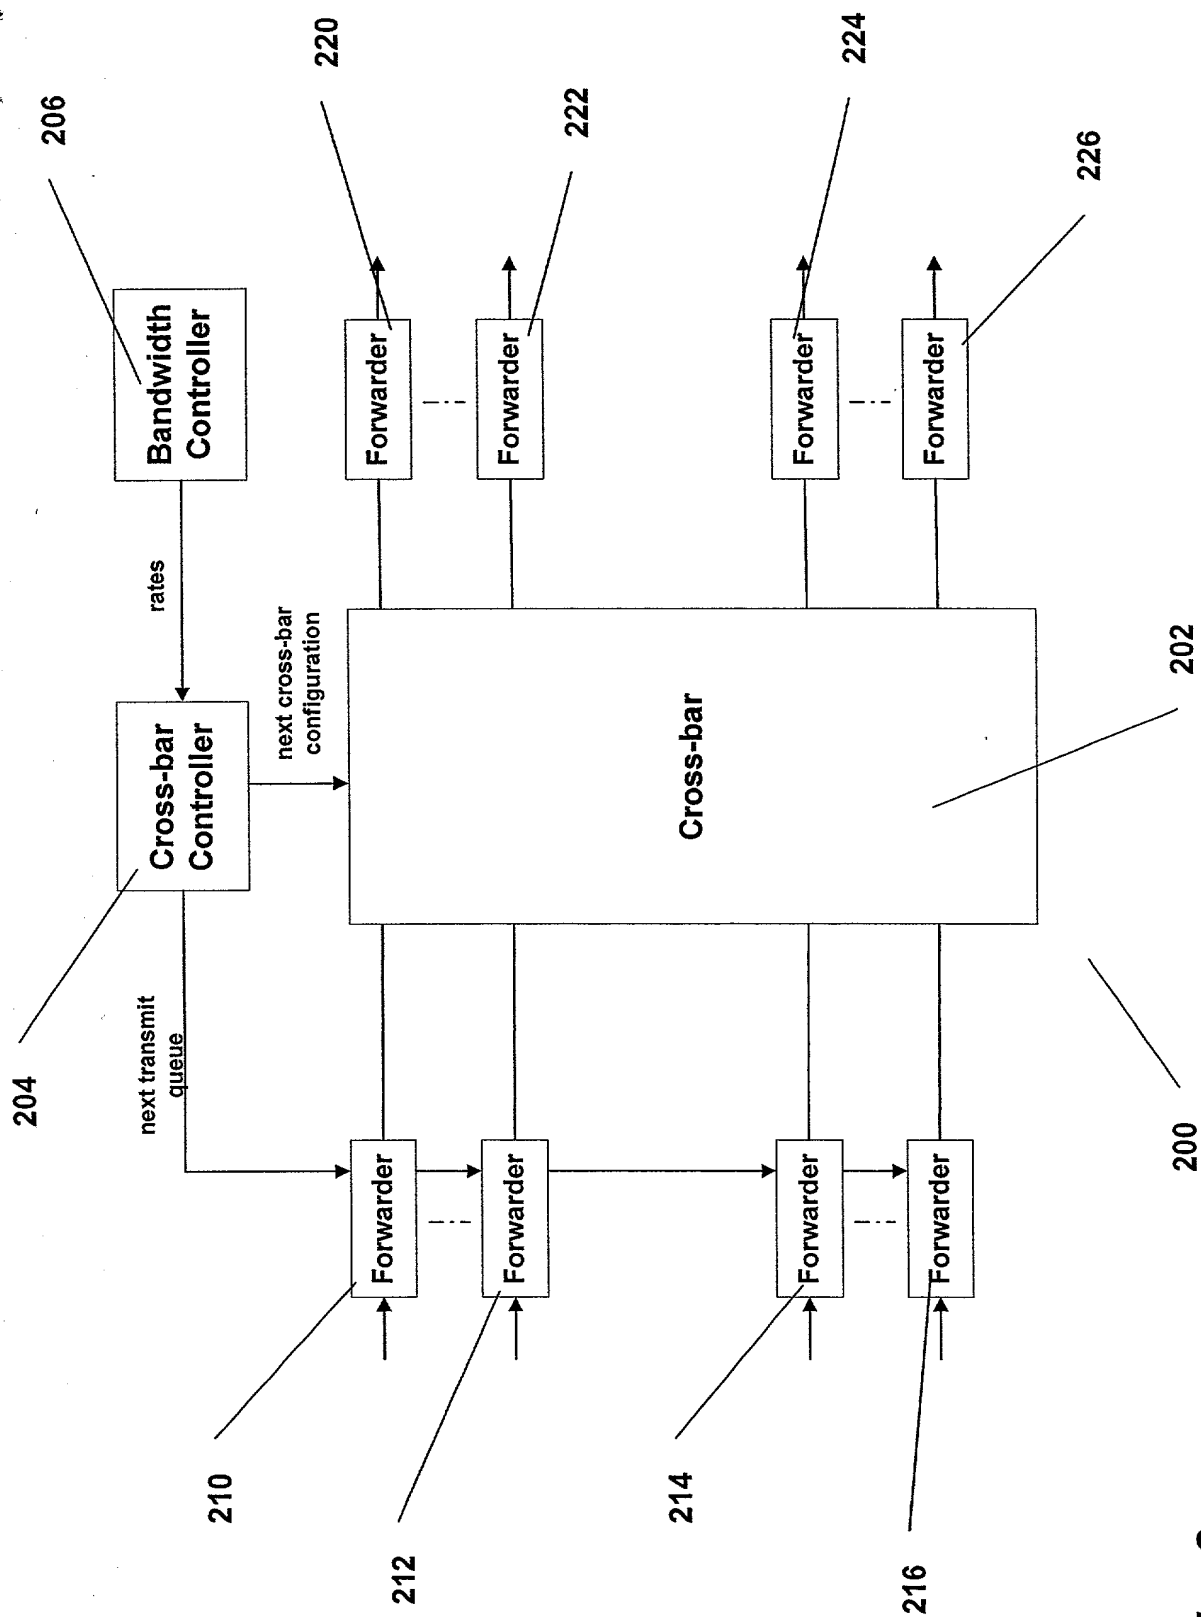 206
Bandwidth
Controller
rates
204
Cross-bar
Controller
next transmit
queue
next cross-bar
configuration
Cross-bar
202
200
210
Forwarder
212
Forwarder
214
Forwarder
216
Forwarder
220
Forwarder
222
Forwarder
224
Forwarder
226
Forwarder